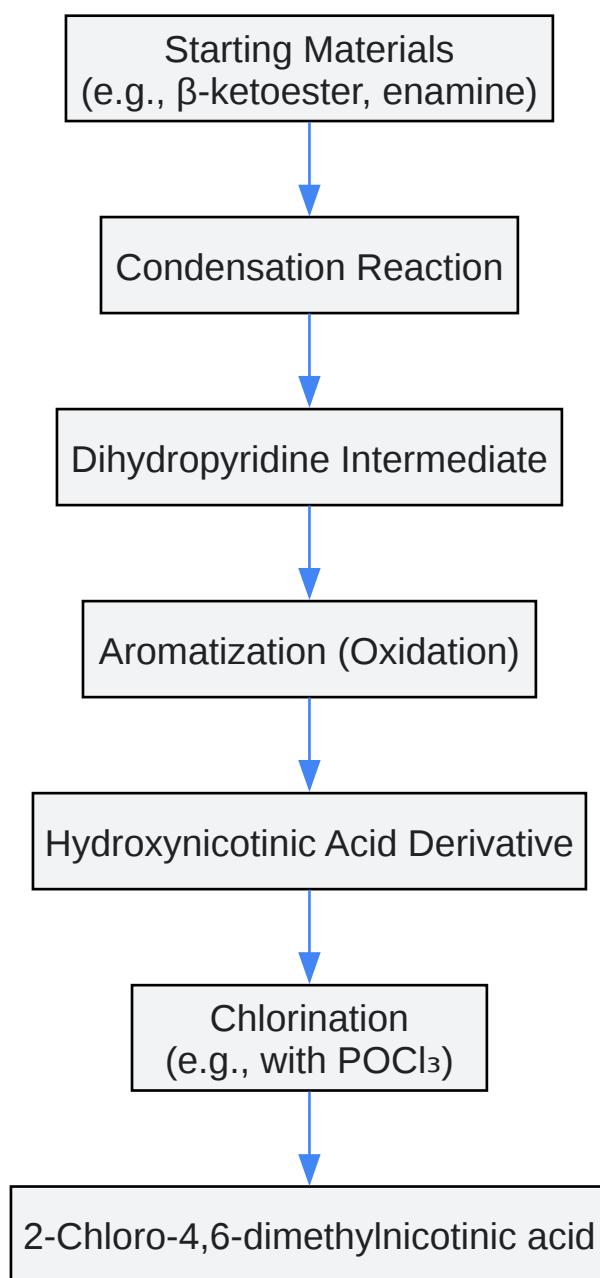 Starting Materials
(e.g., β-ketoester, enamine)
Condensation Reaction
Dihydropyridine Intermediate
Aromatization (Oxidation)
Hydroxynicotinic Acid Derivative
Chlorination
(e.g., with POCl₃)
2-Chloro-4,6-dimethylnicotinic acid